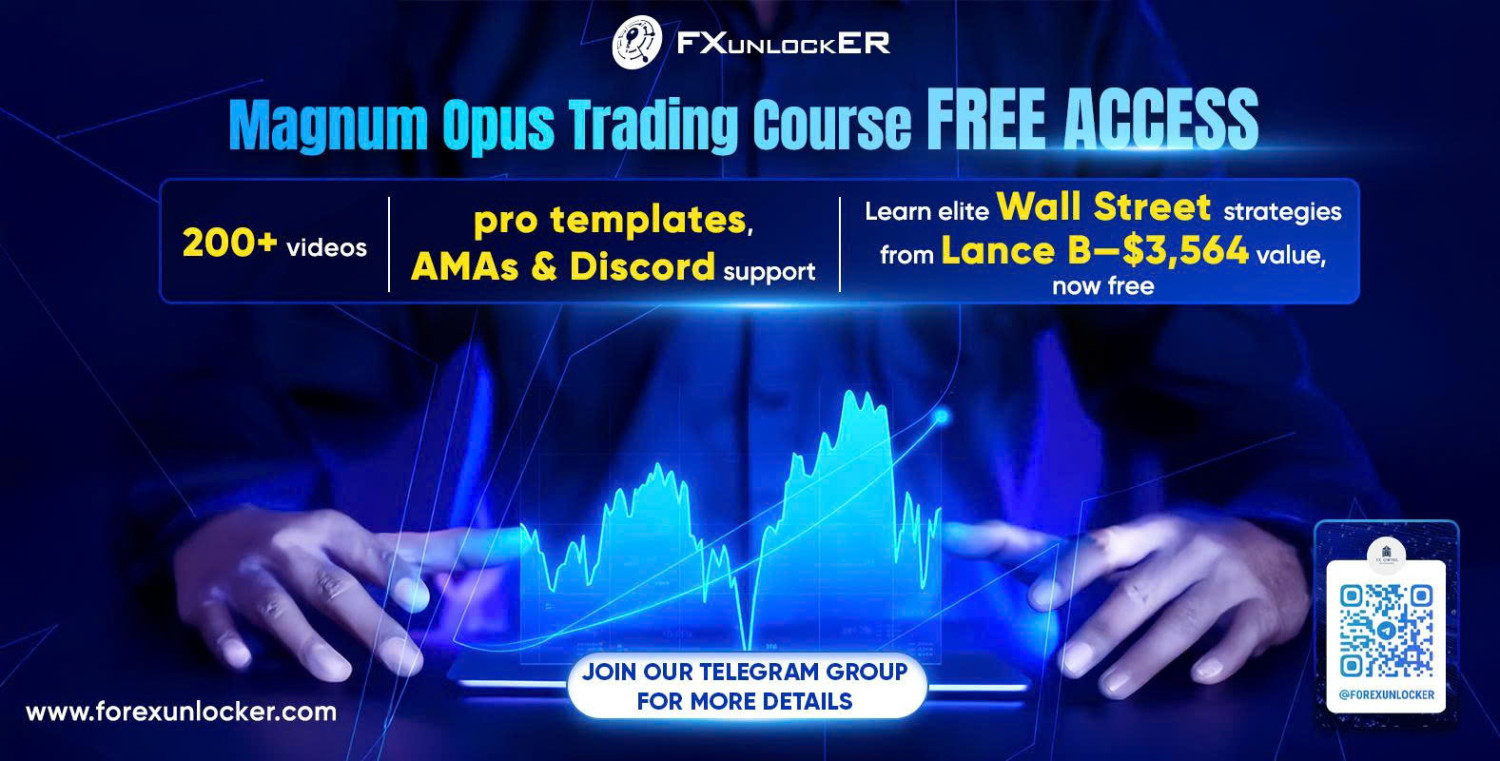 FXUNLOCKER
Magnum Opus Trading Course FREE ACCESS
200+ videos
pro templates,
AMAs & Discord support
Learn elite Wall Street strategies
from Lance B—$3,564 value,
now free
JOIN OUR TELEGRAM GROUP
FOR MORE DETAILS
www.forexunlocker.com
@FOREXUNLOCKER